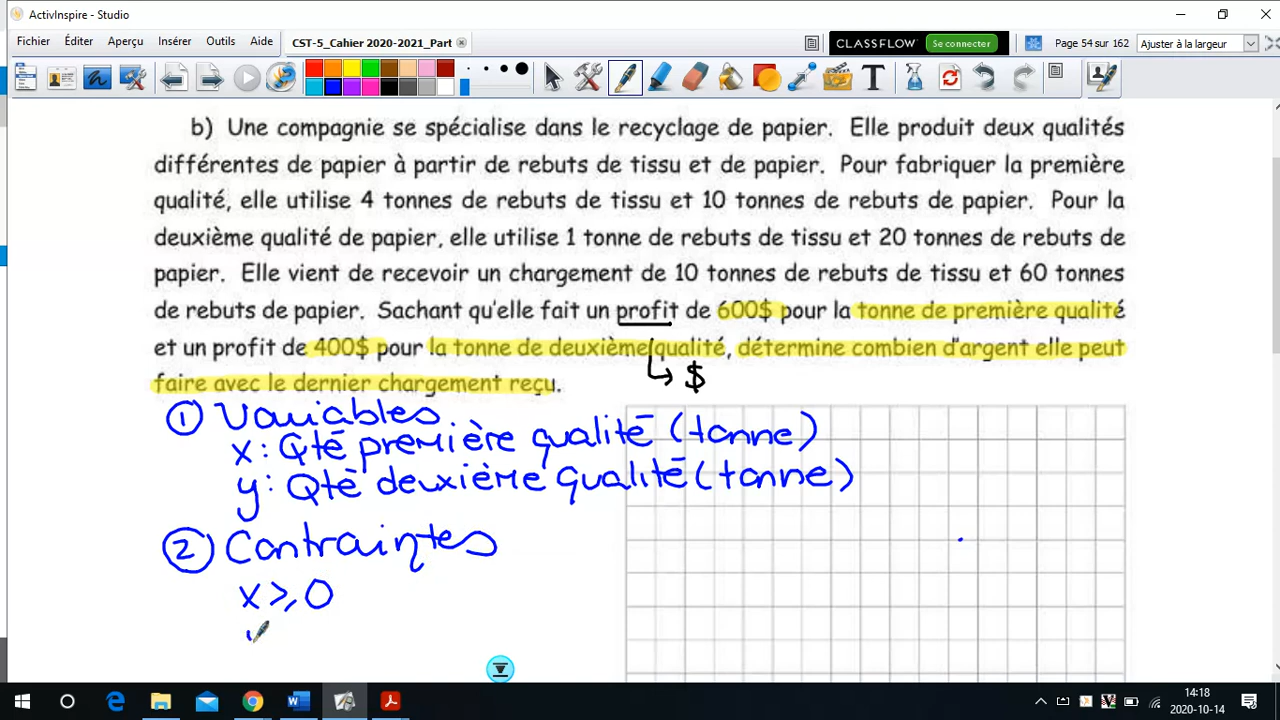 ActivInspire - Studio
Fichier Éditer Aperçu Insérer Outils Aide
CST-5_Cahier 2020-2021_Part
CLASSFLOW Se connecter
Page 54 sur 162
Ajuster à la largeur
b) Une compagnie se spécialise dans le recyclage de papier. Elle produit deux qualités
différentes de papier à partir de rebuts de tissu et de papier. Pour fabriquer la première
qualité, elle utilise 4 tonnes de rebuts de tissu et 10 tonnes de rebuts de papier. Pour la
deuxième qualité de papier, elle utilise 1 tonne de rebuts de tissu et 20 tonnes de rebuts de
papier. Elle vient de recevoir un chargement de 10 tonnes de rebuts de tissu et 60 tonnes
de rebuts de papier. Sachant qu'elle fait un profit de 600$ pour la tonne de première qualité
et un profit de 400$ pour la tonne de deuxième qualité, détermine combien d'argent elle peut
faire avec le dernier chargement reçu.
$
① Variables
x: Qté première qualité (tonne)
y: Qté deuxième qualité (tonne)
② Contraintes
x ≥ 0
14:18
2020-10-14